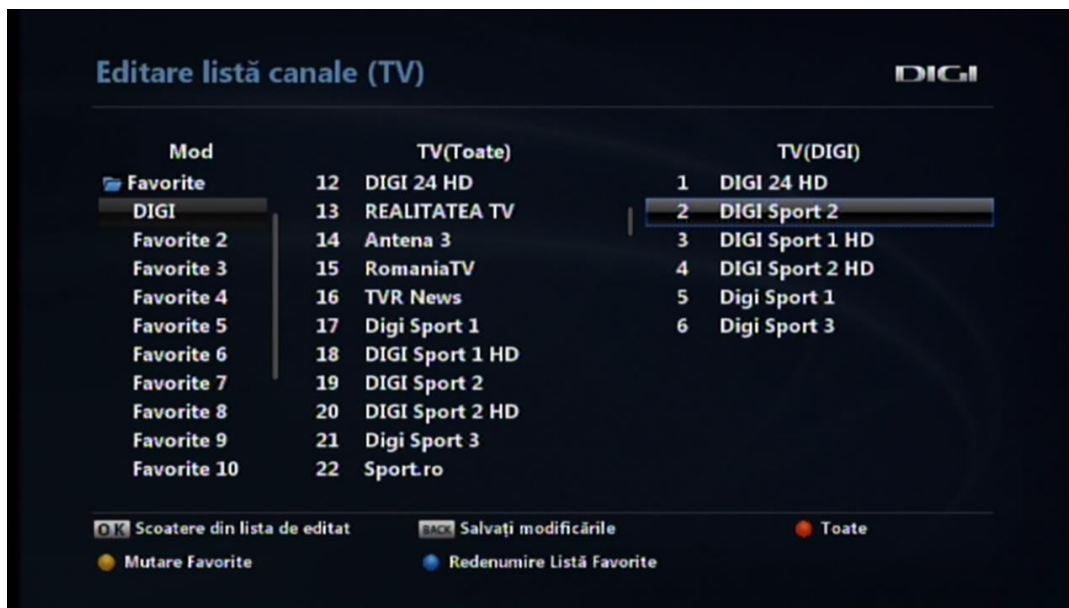 Editare listă canale (TV)
DIGI
Mod
Favorite
DIGI
Favorite 2
Favorite 3
Favorite 4
Favorite 5
Favorite 6
Favorite 7
Favorite 8
Favorite 9
Favorite 10
TV(Toate)
12 DIGI 24 HD
13 REALITATEA TV
14 Antena 3
15 RomaniaTV
16 TVR News
17 Digi Sport 1
18 DIGI Sport 1 HD
19 DIGI Sport 2
20 DIGI Sport 2 HD
21 Digi Sport 3
22 Sport.ro
TV(DIGI)
1 DIGI 24 HD
2 DIGI Sport 2
3 DIGI Sport 1 HD
4 DIGI Sport 2 HD
5 Digi Sport 1
6 Digi Sport 3
OK Scoatere din lista de editat
BACK Salvați modificările
Toate
Mutare Favorite
Redenumire Listă Favorite